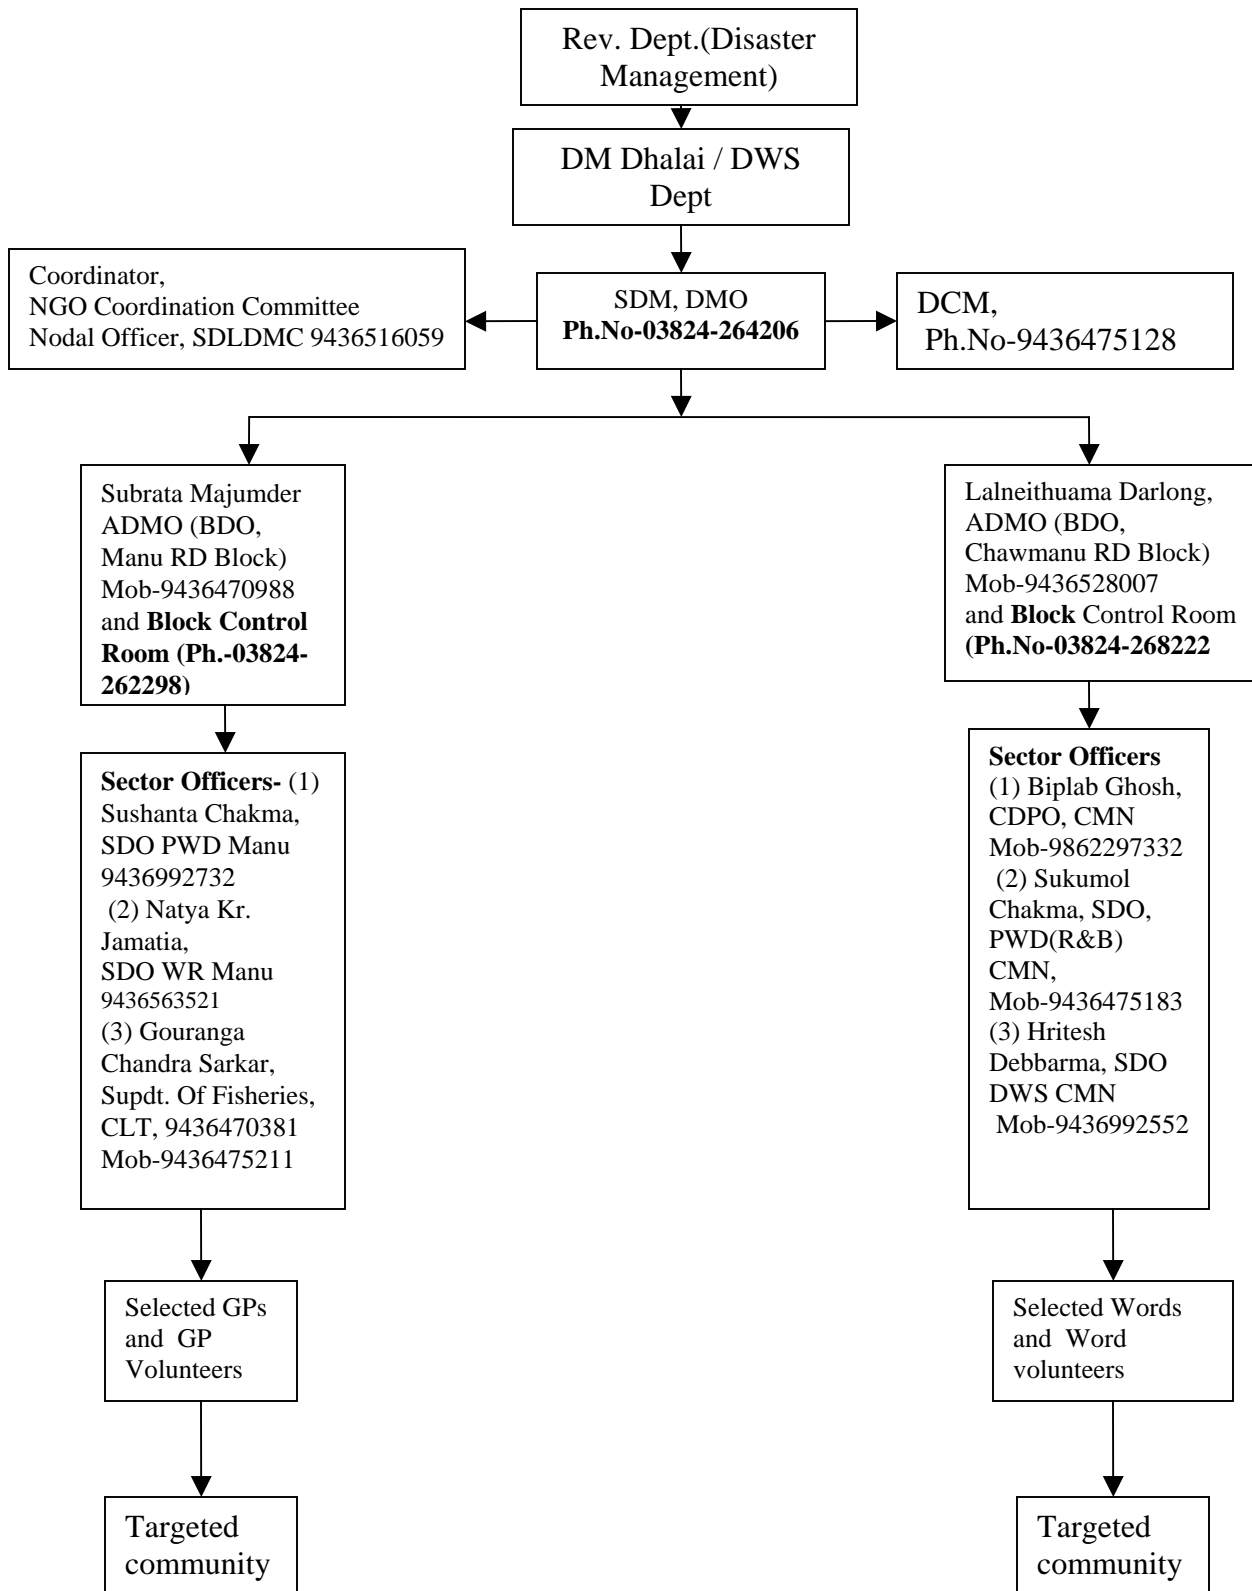 Rev. Dept.(Disaster
Management)
DM Dhalai / DWS
Dept
Coordinator,
NGO Coordination Committee
Nodal Officer, SDLDMC 9436516059
SDM, DMO
Ph.No-03824-264206
DCM,
Ph.No-9436475128
Subrata Majumder
ADMO (BDO,
Manu RD Block)
Mob-9436470988
and Block Control
Room (Ph.-03824-
262298)
Lalneithuama Darlong,
ADMO (BDO,
Chawmanu RD Block)
Mob-9436528007
and Block Control Room
(Ph.No-03824-268222
Sector Officers- (1)
Sushanta Chakma,
SDO PWD Manu
9436992732
(2) Natya Kr.
Jamatia,
SDO WR Manu
9436563521
(3) Gouranga
Chandra Sarkar,
Supdt. Of Fisheries,
CLT, 9436470381
Mob-9436475211
Sector Officers
(1) Biplab Ghosh,
CDPO, CMN
Mob-9862297332
(2) Sukumol
Chakma, SDO,
PWD(R&B)
CMN,
Mob-9436475183
(3) Hritesh
Debbarma, SDO
DWS CMN
Mob-9436992552
Selected GPs
and GP
Volunteers
Selected Words
and Word
volunteers
Targeted
community
Targeted
community